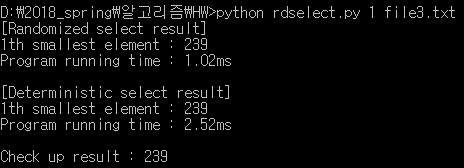 D:₩2018_spring₩알고리즘₩HW>python rdselect.py 1 file3.txt
[Randomized select result]
1th smallest element : 239
Program running time : 1.02ms
[Deterministic select result]
1th smallest element : 239
Program running time : 2.52ms
Check up result : 239